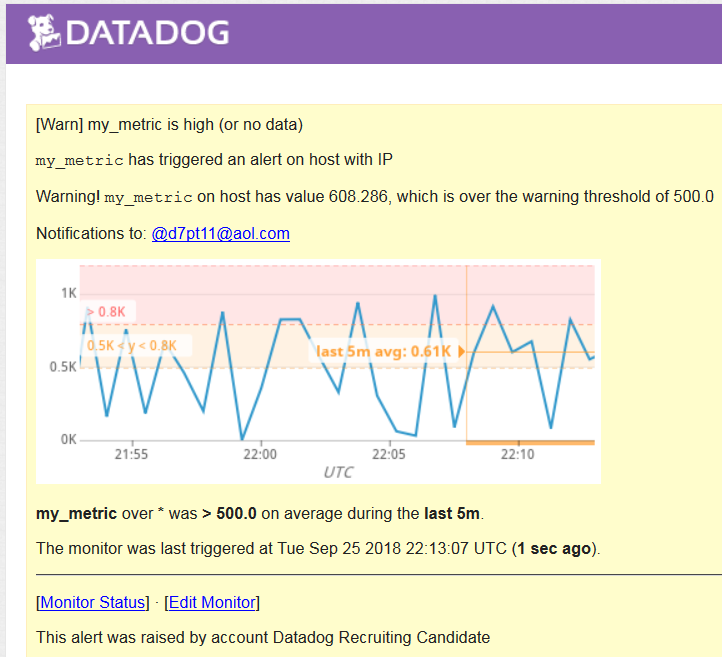 DATADOG
[Warn] my_metric is high (or no data)
my_metric has triggered an alert on host with IP
Warning! my_metric on host has value 608.286, which is over the warning threshold of 500.0
Notifications to: @d7pt11@aol.com
1K
> 0.8K
0.5K < y < 0.8K
last 5m avg: 0.61K
0.5K
0K
21:55 22:00 22:05 22:10
UTC
my_metric over * was > 500.0 on average during the last 5m.
The monitor was last triggered at Tue Sep 25 2018 22:13:07 UTC (1 sec ago).
[Monitor Status] · [Edit Monitor]
This alert was raised by account Datadog Recruiting Candidate